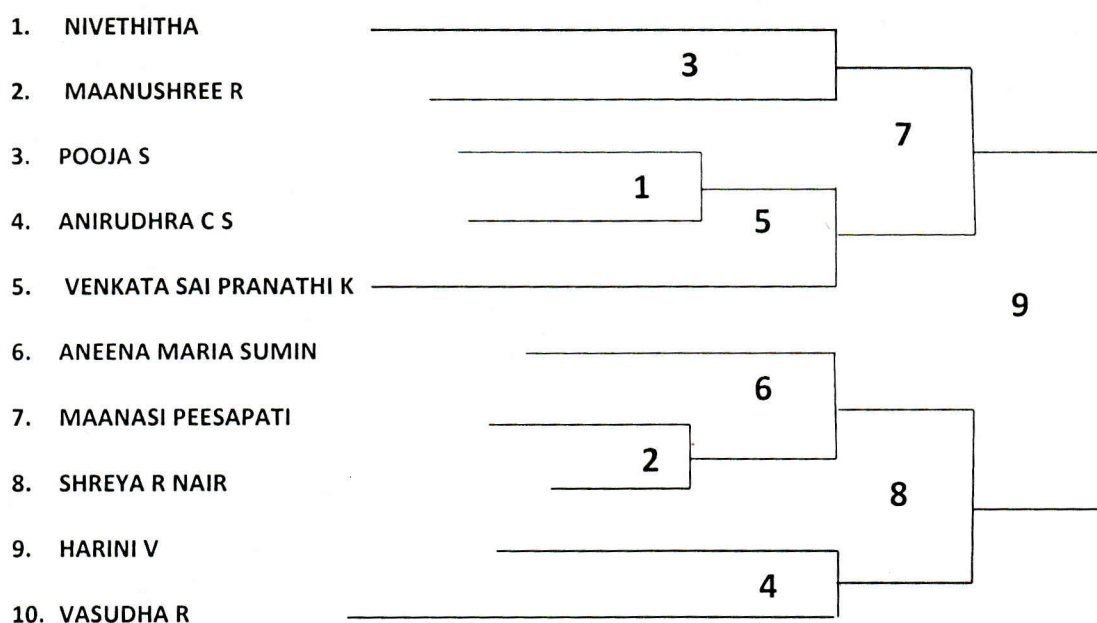 1. NIVETHITHA
3
2. MAANUSHREE R
7
3. POOJA S
1
4. ANIRUDHRA C S
5
5. VENKATA SAI PRANATHI K
9
6. ANEENA MARIA SUMIN
6
7. MAANASI PEESAPATI
2
8. SHREYA R NAIR
8
9. HARINI V
4
10. VASUDHA R